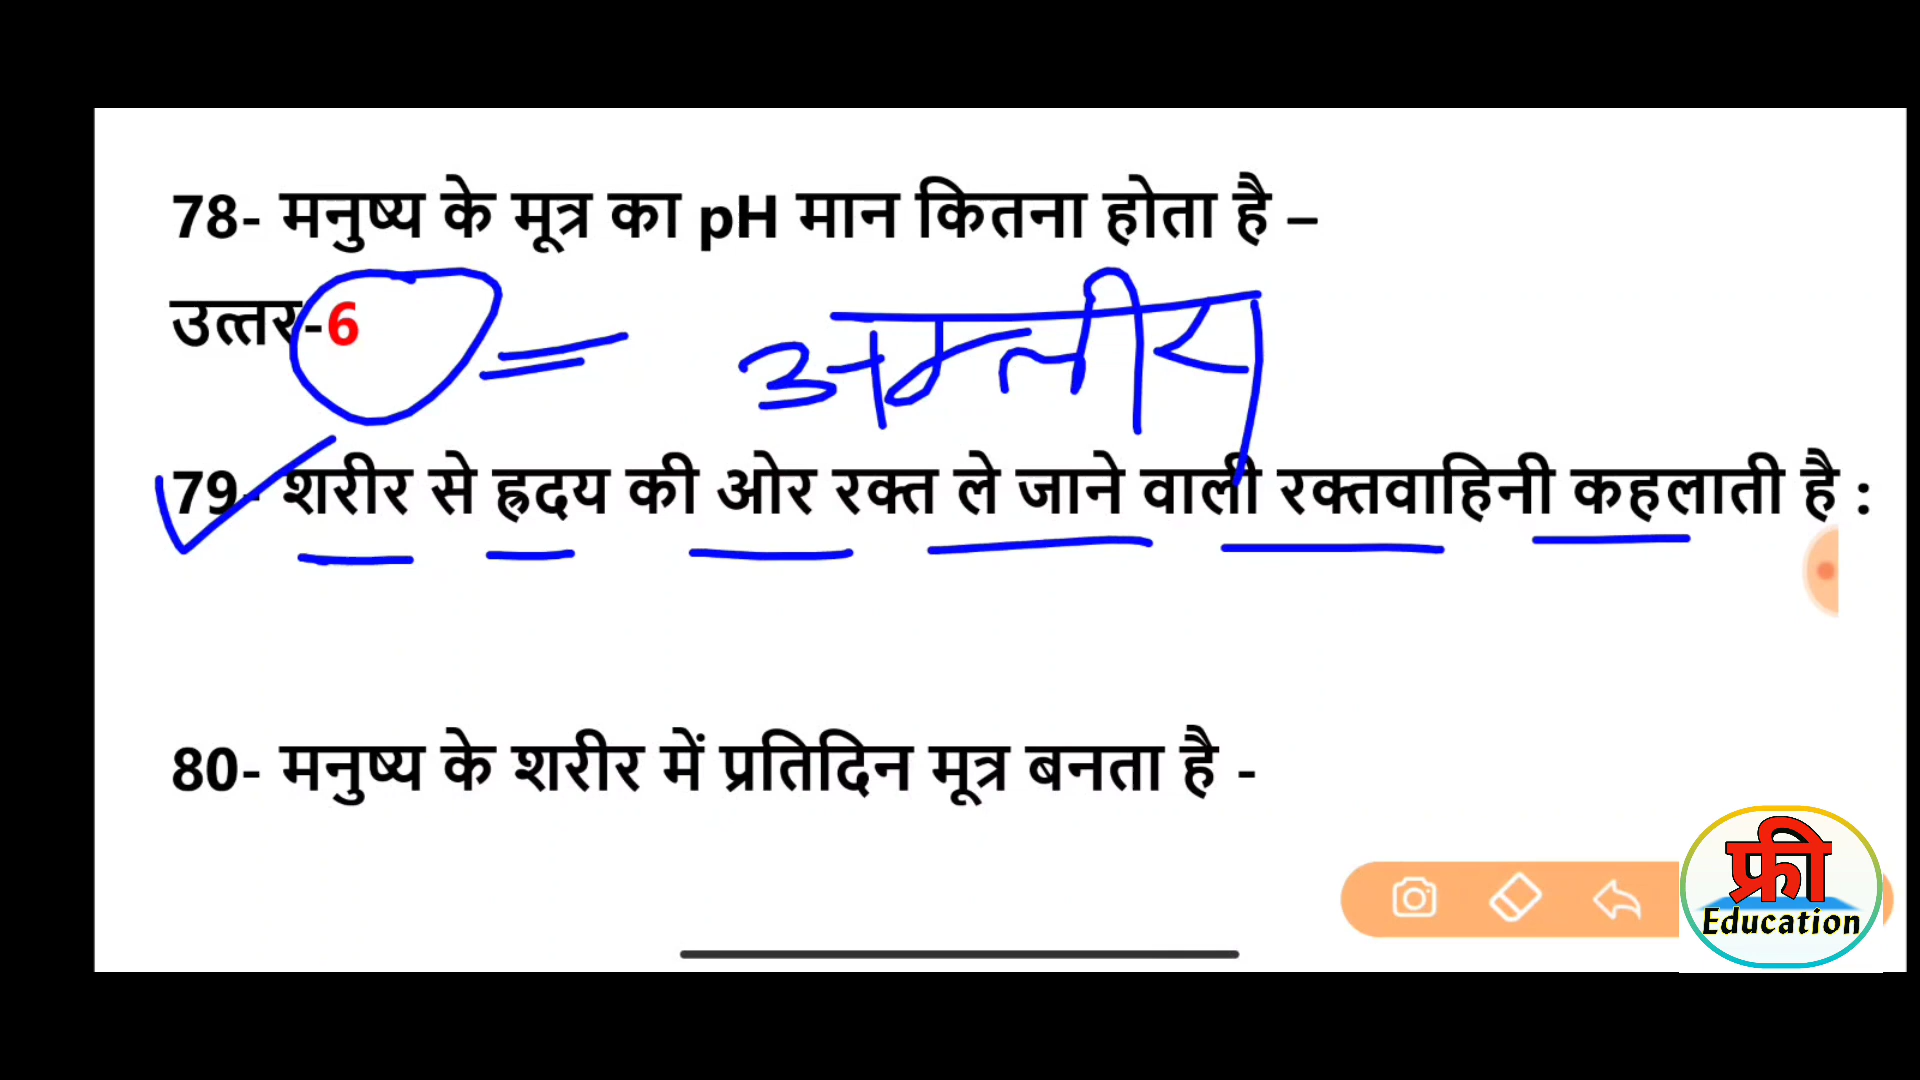 78- मनुष्य के मूत्र का pH मान कितना होता है –
उत्तर-6 = अम्लीय
79- शरीर से ह्रदय की ओर रक्त ले जाने वाली रक्तवाहिनी कहलाती है :
80- मनुष्य के शरीर में प्रतिदिन मूत्र बनता है -
फ्री
Education